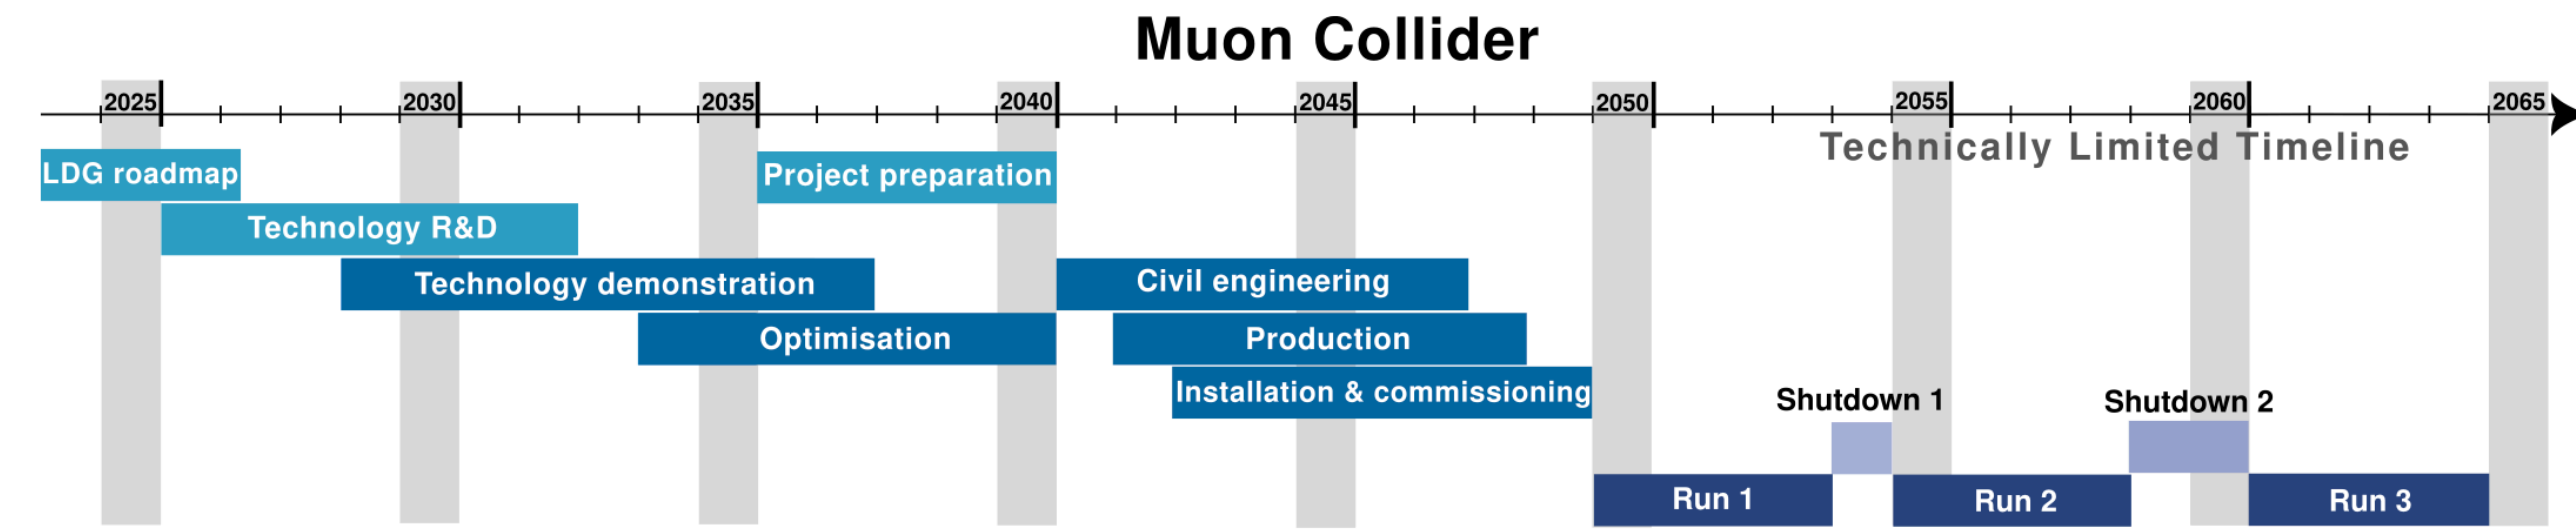 Muon Collider
2025 2030 2035 2040 2045 2050 2055 2060 2065
Technically Limited Timeline
LDG roadmap
Project preparation
Technology R&D
Technology demonstration
Civil engineering
Optimisation
Production
Installation & commissioning
Shutdown 1
Shutdown 2
Run 1
Run 2
Run 3